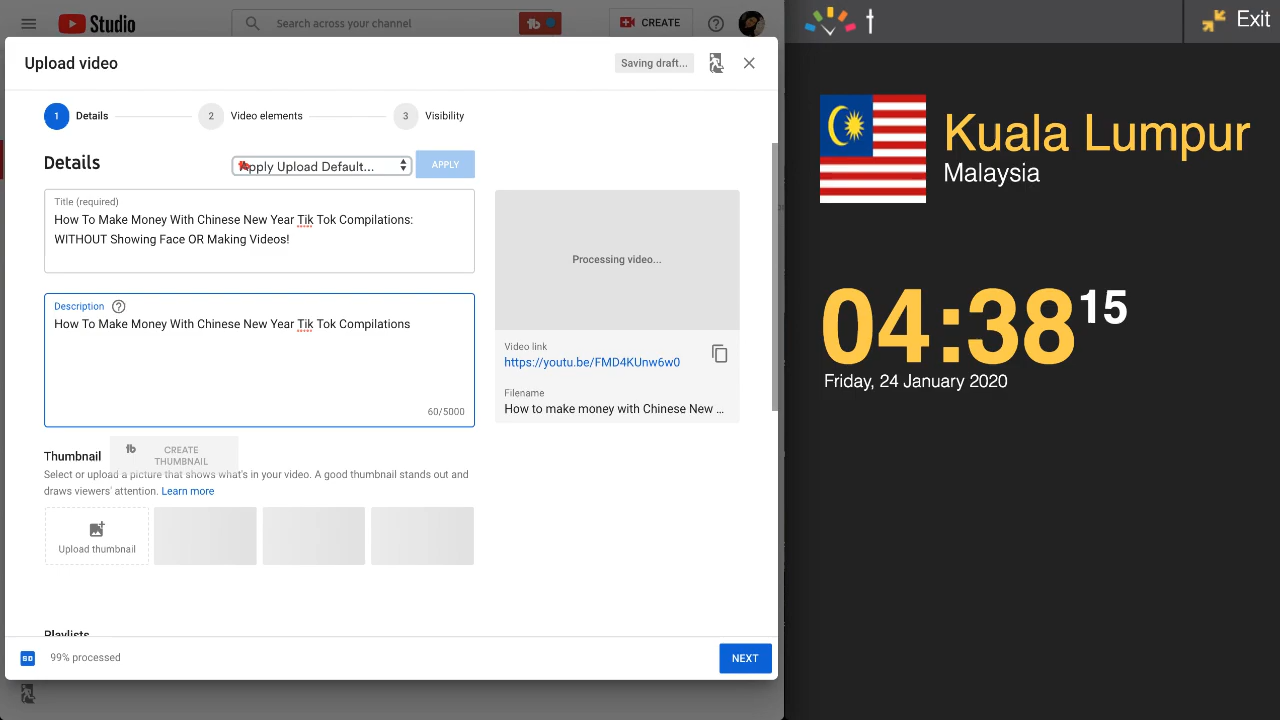 Studio
Search across your channel
CREATE
Upload video
Saving draft...
1 Details
2 Video elements
3 Visibility
Details
pply Upload Default...
APPLY
Title (required)
How To Make Money With Chinese New Year Tik Tok Compilations:
WITHOUT Showing Face OR Making Videos!
Description
How To Make Money With Chinese New Year Tik Tok Compilations
60/5000
Processing video...
Video link
https://youtu.be/FMD4KUnw6w0
Filename
How to make money with Chinese New ...
Thumbnail
CREATE
THUMBNAIL
Select or upload a picture that shows what's in your video. A good thumbnail stands out and
draws viewers' attention. Learn more
Upload thumbnail
Playlists
SD
99% processed
NEXT
t
Exit
Kuala Lumpur
Malaysia
04:38 15
Friday, 24 January 2020